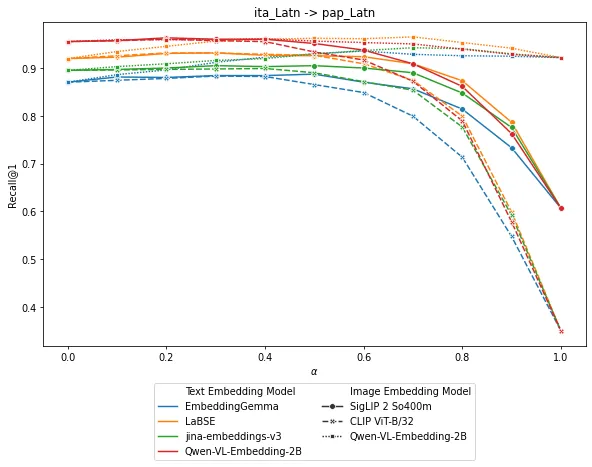 ita_Latn -> pap_Latn
Recall@1
0.9
0.8
0.7
0.6
0.5
0.4
0.0 0.2 0.4 0.6 0.8 1.0
α
Text Embedding Model Image Embedding Model
EmbeddingGemma SigLIP 2 So400m
LaBSE CLIP ViT-B/32
jina-embeddings-v3 Qwen-VL-Embedding-2B
Qwen-VL-Embedding-2B